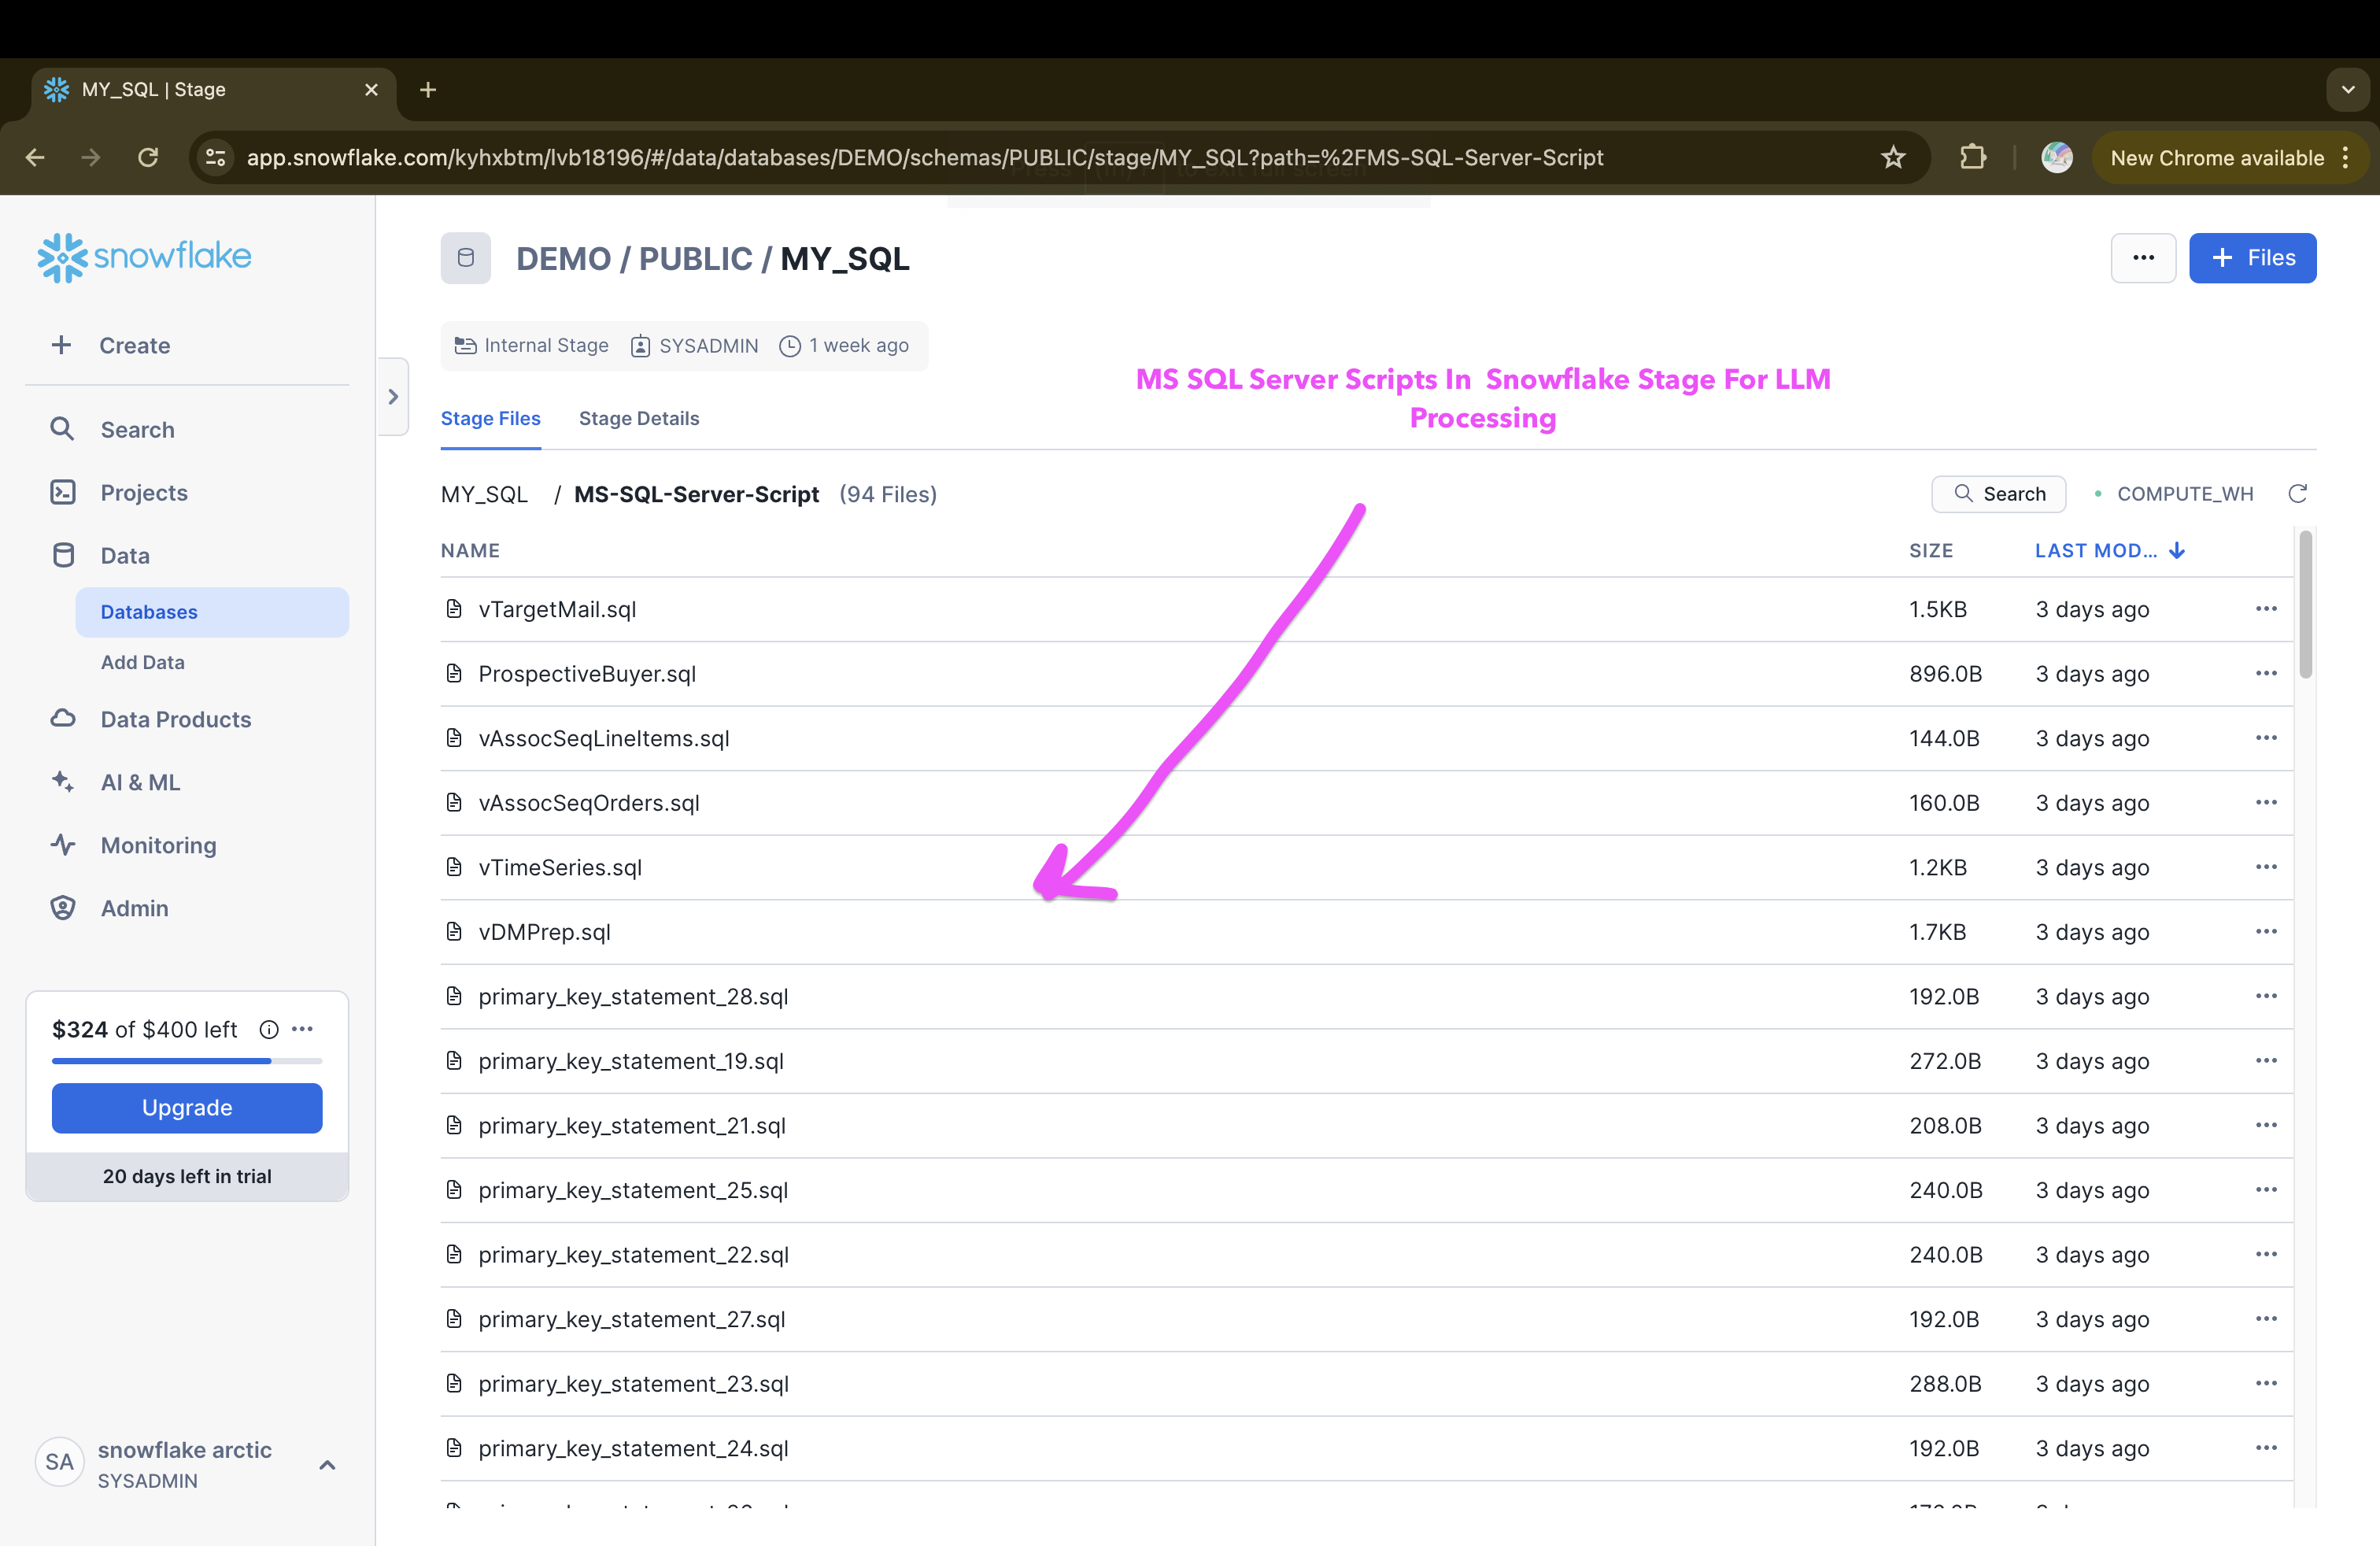 MY_SQL | Stage
app.snowflake.com/kyhxbtm/lvb18196/#/data/databases/DEMO/schemas/PUBLIC/stage/MY_SQL?path=%2FMS-SQL-Server-Script
New Chrome available
snowflake
Create
Search
Projects
Data
Databases
Add Data
Data Products
AI & ML
Monitoring
Admin
$324 of $400 left
Upgrade
20 days left in trial
SA
snowflake arctic
SYSADMIN
DEMO / PUBLIC / MY_SQL
Files
Internal Stage SYSADMIN 1 week ago
MS SQL Server Scripts In Snowflake Stage For LLM
Processing
Stage Files Stage Details
MY_SQL / MS-SQL-Server-Script (94 Files)
Search COMPUTE_WH
NAME SIZE LAST MOD...
vTargetMail.sql 1.5KB 3 days ago
ProspectiveBuyer.sql 896.0B 3 days ago
vAssocSeqLineItems.sql 144.0B 3 days ago
vAssocSeqOrders.sql 160.0B 3 days ago
vTimeSeries.sql 1.2KB 3 days ago
vDMPrep.sql 1.7KB 3 days ago
primary_key_statement_28.sql 192.0B 3 days ago
primary_key_statement_19.sql 272.0B 3 days ago
primary_key_statement_21.sql 208.0B 3 days ago
primary_key_statement_25.sql 240.0B 3 days ago
primary_key_statement_22.sql 240.0B 3 days ago
primary_key_statement_27.sql 192.0B 3 days ago
primary_key_statement_23.sql 288.0B 3 days ago
primary_key_statement_24.sql 192.0B 3 days ago